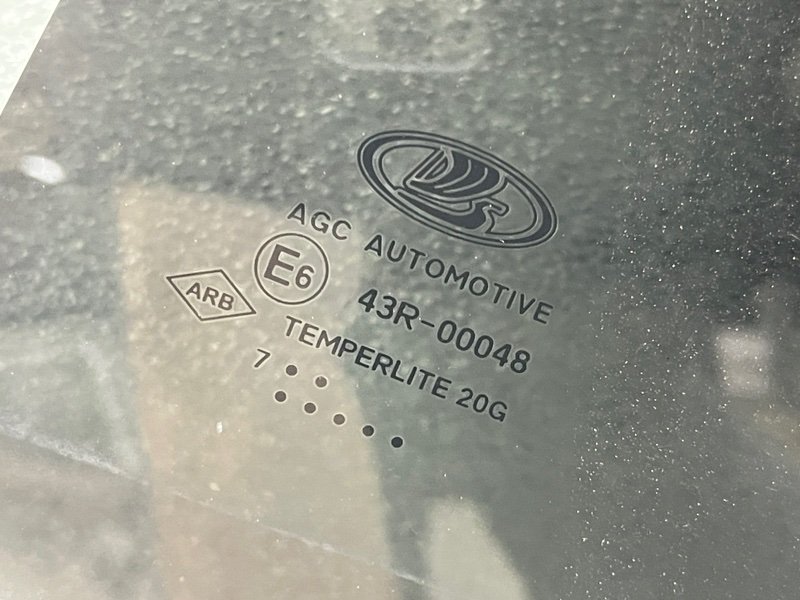 AGC AUTOMOTIVE
E6 43R-00048
ARB
TEMPERLITE 20G
7